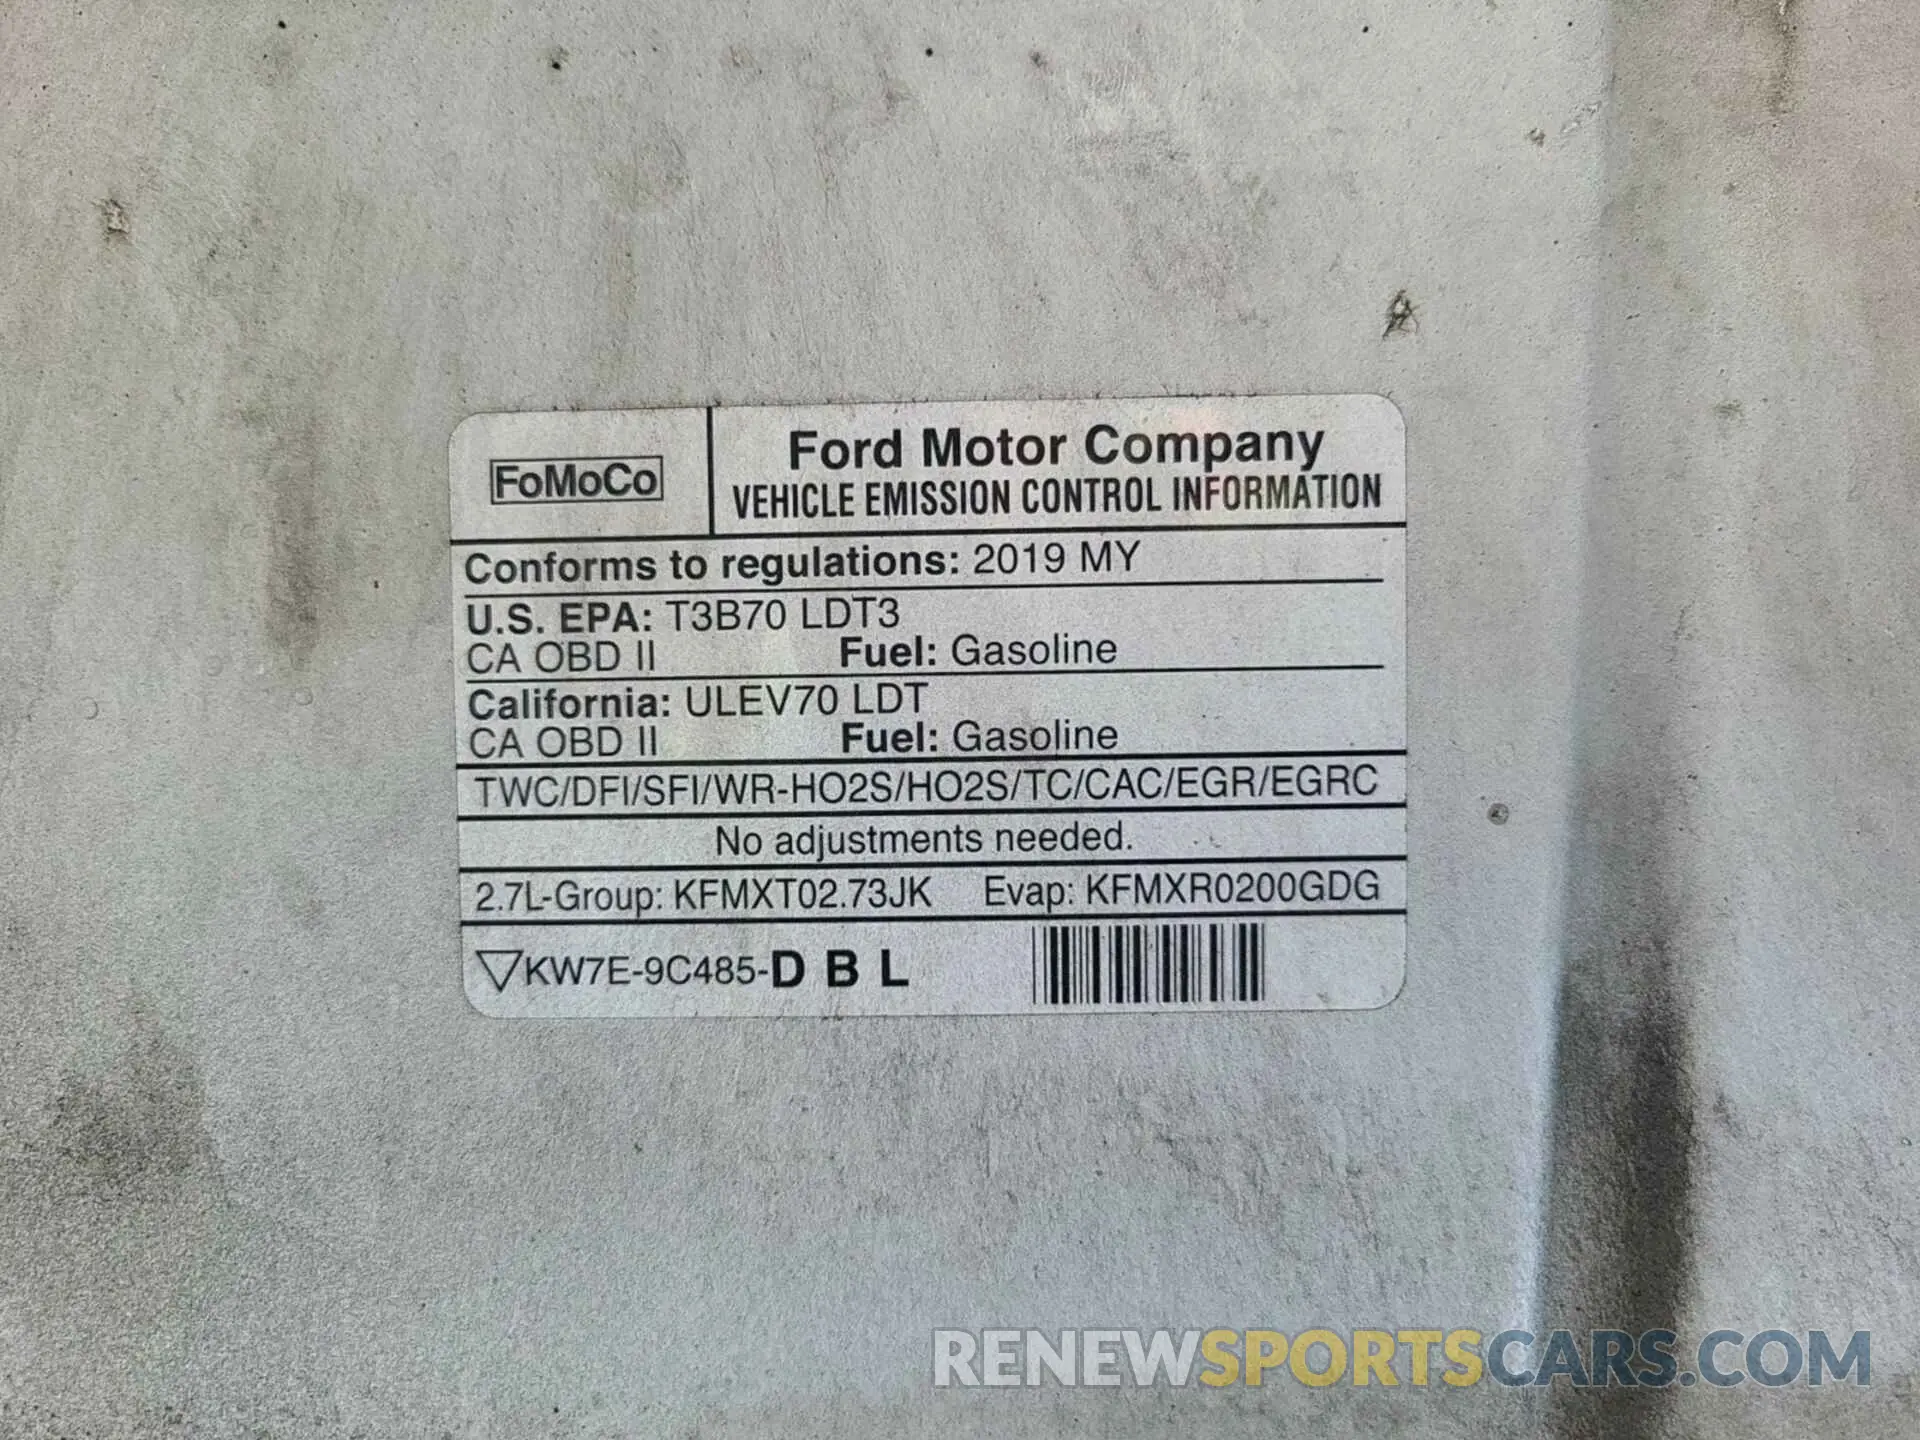 FoMoCo
Ford Motor Company
VEHICLE EMISSION CONTROL INFORMATION
Conforms to regulations: 2019 MY
U.S. EPA: T3B70 LDT3
CA OBD II Fuel: Gasoline
California: ULEV70 LDT
CA OBD II Fuel: Gasoline
TWC/DFI/SFI/WR-HO2S/HO2S/TC/CAC/EGR/EGRC
No adjustments needed.
2.7L-Group: KFMXT02.73JK Evap: KFMXR0200GDG
KW7E-9C485-D B L
RENEWSPORTSCARS.COM